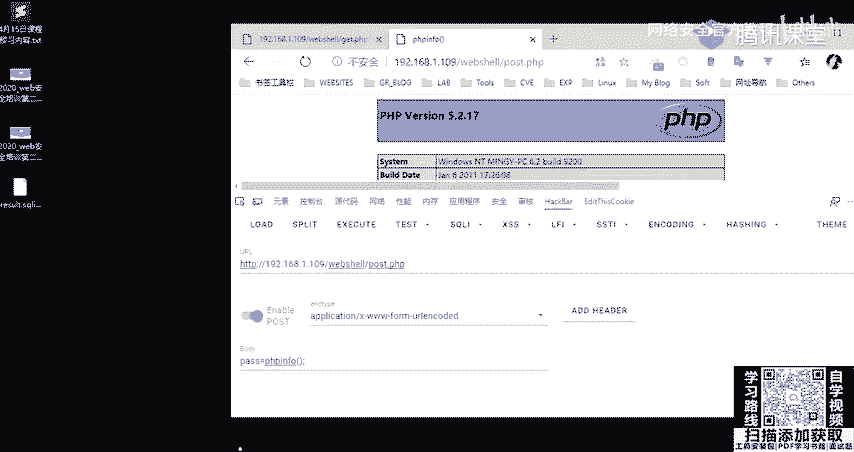 网络安全官方
腾讯课堂
4月15日课程
学习内容.txt
2020_web安
全培训第二...
2020_web安
全培训第二...
result.sqli...
192.168.1.109/webshell/get.php
phpinfo()
不安全
192.168.1.109/webshell/post.php
书签工具栏 WEBSITES GR_BLOG LAB Tools CVE EXP Linux My Blog Soft 网址导航 Others
PHP Version 5.2.17
php
System Windows NT MINGY-PC 6.2 build 9200
Build Date Jan 6 2011 17:26:08
元素 控制台 源代码 网络 性能 内存 应用程序 安全 审核 HackBar EditThisCookie
LOAD SPLIT EXECUTE TEST SQLI XSS LFI SSTI ENCODING HASHING THEME
URL
http://192.168.1.109/webshell/post.php
Enable POST
enctype
application/x-www-form-urlencoded
ADD HEADER
Body
pass=phpinfo();
学习路线
自学视频
扫描添加获取
工具安装包|PDF学习书籍|面试题